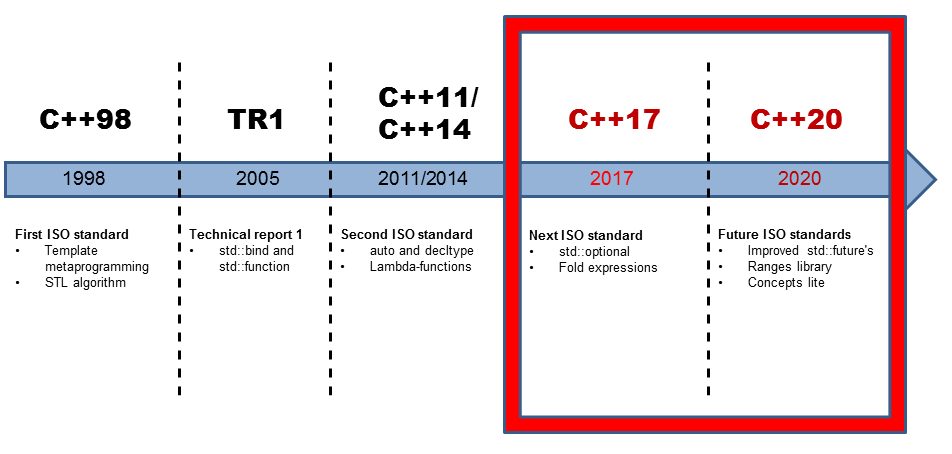 C++98
TR1
C++11/
C++14
C++17
C++20
1998
2005
2011/2014
2017
2020
First ISO standard
• Template
metaprogramming
• STL algorithm
Technical report 1
• std::bind and
std::function
Second ISO standard
• auto and decltype
• Lambda-functions
Next ISO standard
• std::optional
• Fold expressions
Future ISO standards
• Improved std::future's
• Ranges library
• Concepts lite